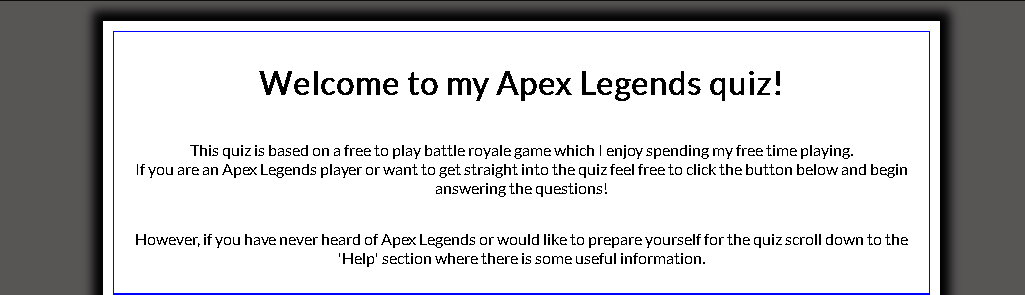 Welcome to my Apex Legends quiz!
This quiz is based on a free to play battle royale game which I enjoy spending my free time playing.
If you are an Apex Legends player or want to get straight into the quiz feel free to click the button below and begin
answering the questions!
However, if you have never heard of Apex Legends or would like to prepare yourself for the quiz scroll down to the
'Help' section where there is some useful information.